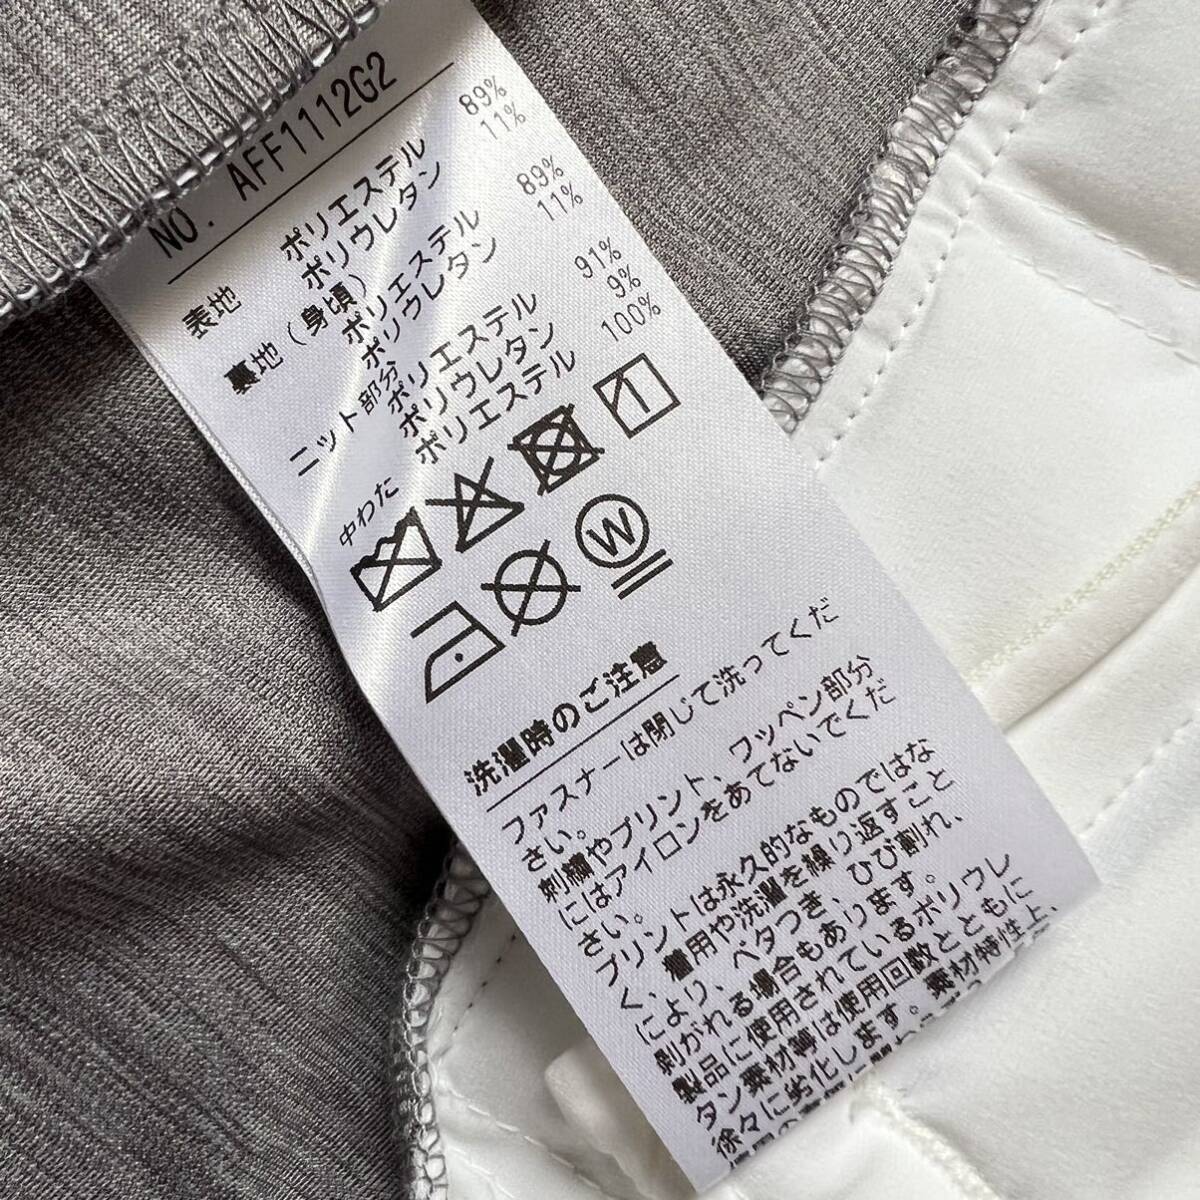 NO. AFF1112G2
表地 ポリエステル 89%
ポリウレタン 11%
裏地(身頃)
ポリエステル 89%
ポリウレタン 11%
ニット部分
ポリエステル 91%
ポリウレタン 9%
中わた ポリエステル 100%
1
W
洗濯時のご注意
ファスナーは閉じて洗ってくだ
さい。
刺繍やプリント、ワッペン部分
にはアイロンをあてないでくだ
さい。
プリントは永久的なものではな
く、着用や洗濯を繰り返すこと
により、ベタつき、ひび割れ、
剥がれる場合もあります。
製品に使用されているポリウレ
タン素材等は使用回数とともに
徐々に劣化します。素材特性上、